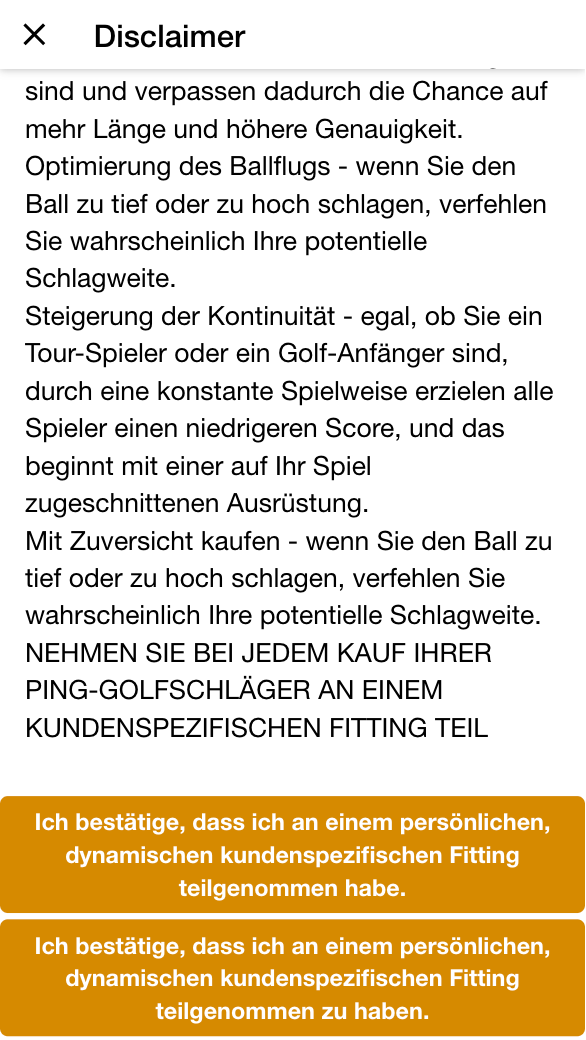 Disclaimer
sind und verpassen dadurch die Chance auf
mehr Länge und höhere Genauigkeit.
Optimierung des Ballflugs - wenn Sie den
Ball zu tief oder zu hoch schlagen, verfehlen
Sie wahrscheinlich Ihre potentielle
Schlagweite.
Steigerung der Kontinuität - egal, ob Sie ein
Tour-Spieler oder ein Golf-Anfänger sind,
durch eine konstante Spielweise erzielen alle
Spieler einen niedrigeren Score, und das
beginnt mit einer auf Ihr Spiel
zugeschnittenen Ausrüstung.
Mit Zuversicht kaufen - wenn Sie den Ball zu
tief oder zu hoch schlagen, verfehlen Sie
wahrscheinlich Ihre potentielle Schlagweite.
NEHMEN SIE BEI JEDEM KAUF IHRER
PING-GOLFSCHLÄGER AN EINEM
KUNDENSPEZIFISCHEN FITTING TEIL
Ich bestätige, dass ich an einem persönlichen,
dynamischen kundenspezifischen Fitting
teilgenommen habe.
Ich bestätige, dass ich an einem persönlichen,
dynamischen kundenspezifischen Fitting
teilgenommen zu haben.